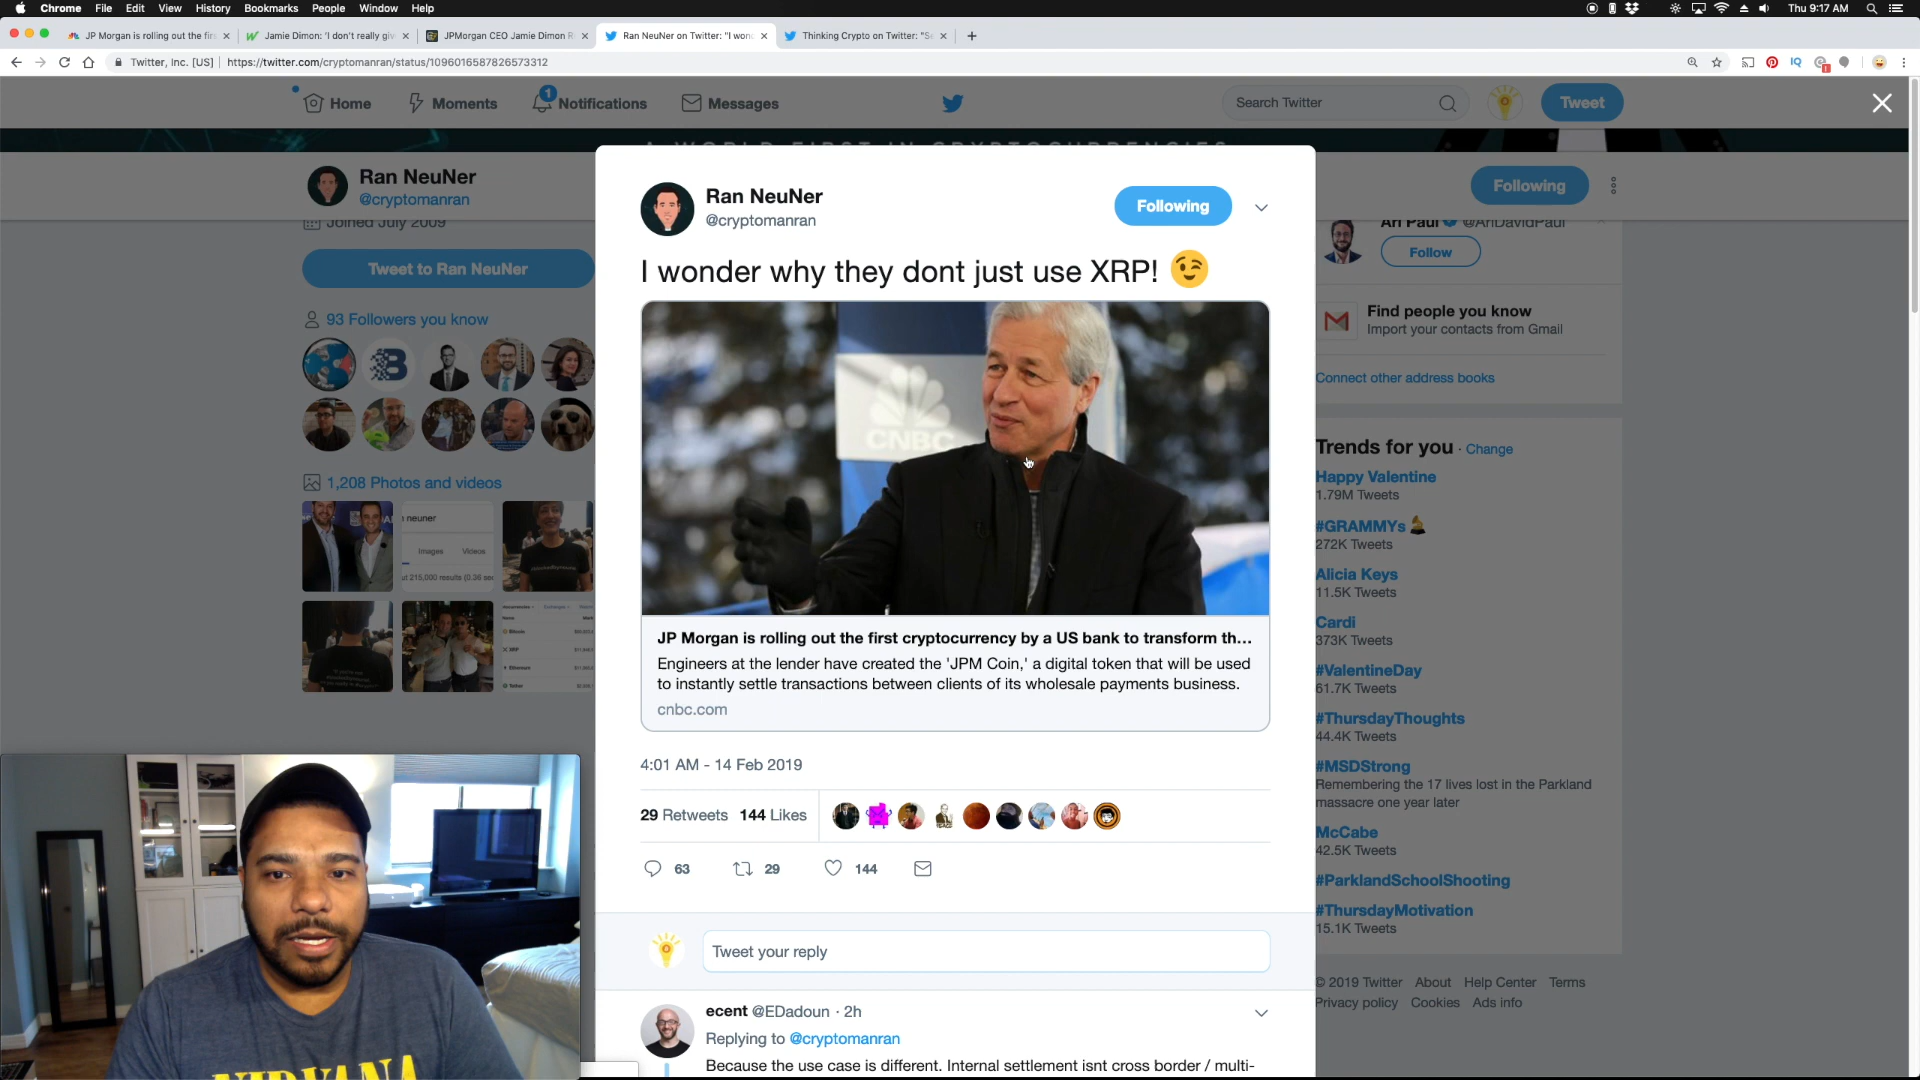 Chrome File Edit View History Bookmarks People Window Help
Thu 9:17 AM
JP Morgan is rolling out the firs
Jamie Dimon: 'I don't really giv
JPMorgan CEO Jamie Dimon R
Ran NeuNer on Twitter: "I won
Thinking Crypto on Twitter: "Se
Twitter, Inc. [US] https://twitter.com/cryptomanran/status/1096016587826573312
Home
Moments
1
Notifications
Messages
Search Twitter
Tweet
Ran NeuNer
@cryptomanran
Following
Joined July 2009
Tweet to Ran NeuNer
93 Followers you know
1,208 Photos and videos
neuner
Images Videos
Ran NeuNer
@cryptomanran
Following
I wonder why they dont just use XRP! 😉
CNBC
JP Morgan is rolling out the first cryptocurrency by a US bank to transform th...
Engineers at the lender have created the 'JPM Coin,' a digital token that will be used
to instantly settle transactions between clients of its wholesale payments business.
cnbc.com
4:01 AM - 14 Feb 2019
29 Retweets 144 Likes
63 29 144
Tweet your reply
ecent @EDadoun · 2h
Replying to @cryptomanran
Because the use case is different. Internal settlement isnt cross border / multi-
Ari Paul @AriDavidPaul
Follow
Find people you know
Import your contacts from Gmail
Connect other address books
Trends for you · Change
Happy Valentine
1.79M Tweets
#GRAMMYs
272K Tweets
Alicia Keys
11.5K Tweets
Cardi
373K Tweets
#ValentineDay
61.7K Tweets
#ThursdayThoughts
44.4K Tweets
#MSDStrong
Remembering the 17 lives lost in the Parkland
massacre one year later
McCabe
42.5K Tweets
#ParklandSchoolShooting
#ThursdayMotivation
15.1K Tweets
© 2019 Twitter About Help Center Terms
Privacy policy Cookies Ads info
NIRVANA